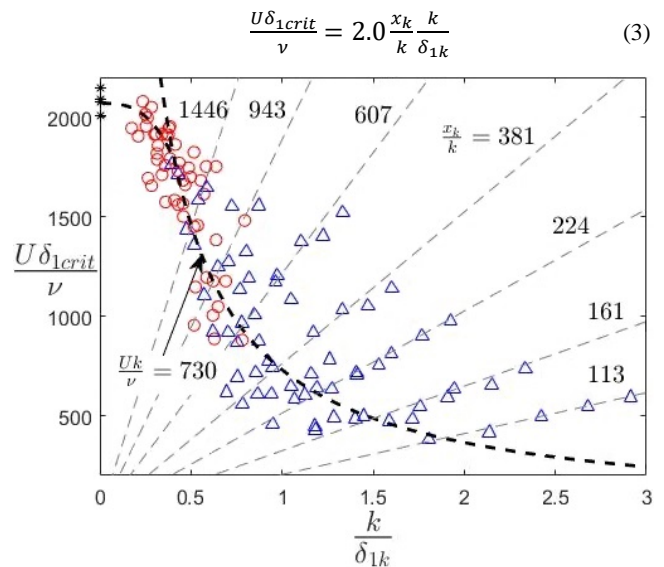 Uδ₁crit/ν = 2.0 xₖ/k k/δ₁ₖ (3)
1446 943 607 xₖ/k = 381
224
161
113
Uk/ν = 730
2000
1500
1000
500
Uδ₁crit/ν
0 0.5 1 1.5 2 2.5 3
k/δ₁ₖ